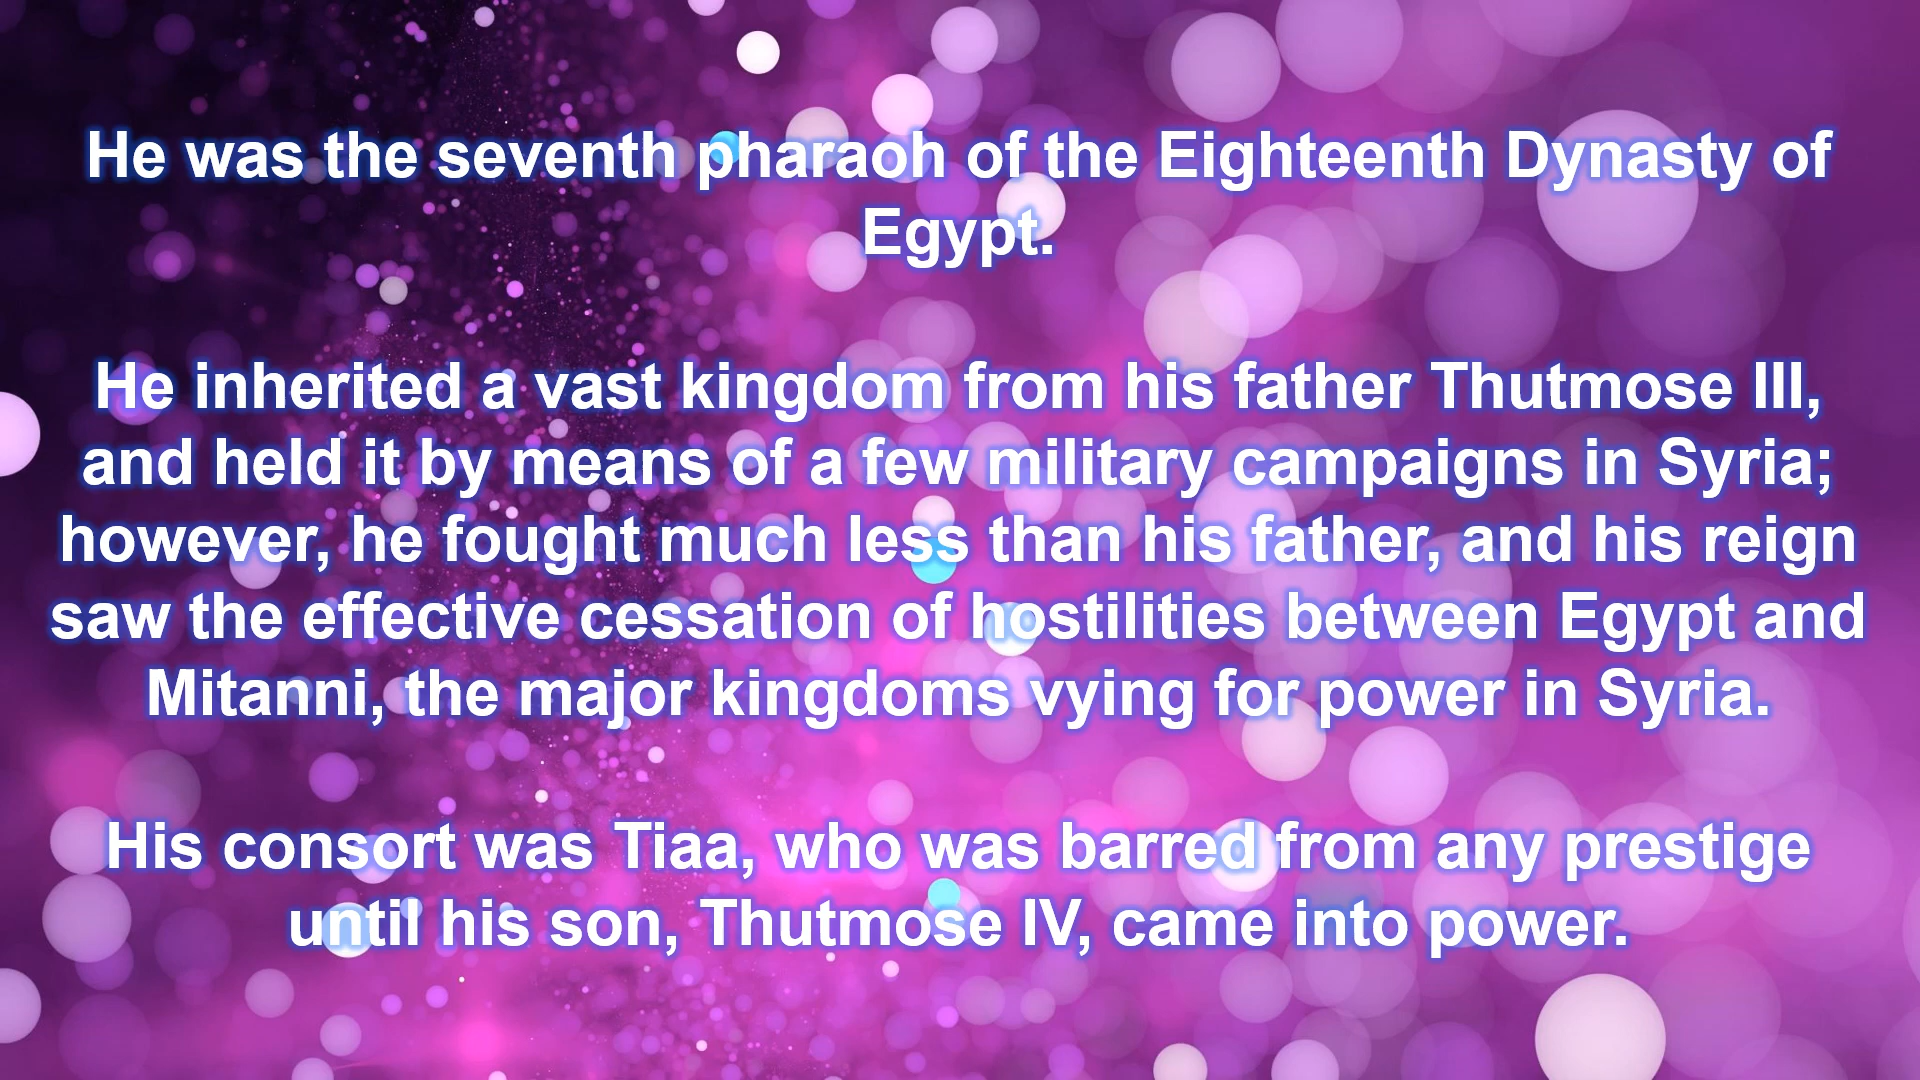 He was the seventh pharaoh of the Eighteenth Dynasty of
Egypt.
He inherited a vast kingdom from his father Thutmose III,
and held it by means of a few military campaigns in Syria;
however, he fought much less than his father, and his reign
saw the effective cessation of hostilities between Egypt and
Mitanni, the major kingdoms vying for power in Syria.
His consort was Tiaa, who was barred from any prestige
until his son, Thutmose IV, came into power.